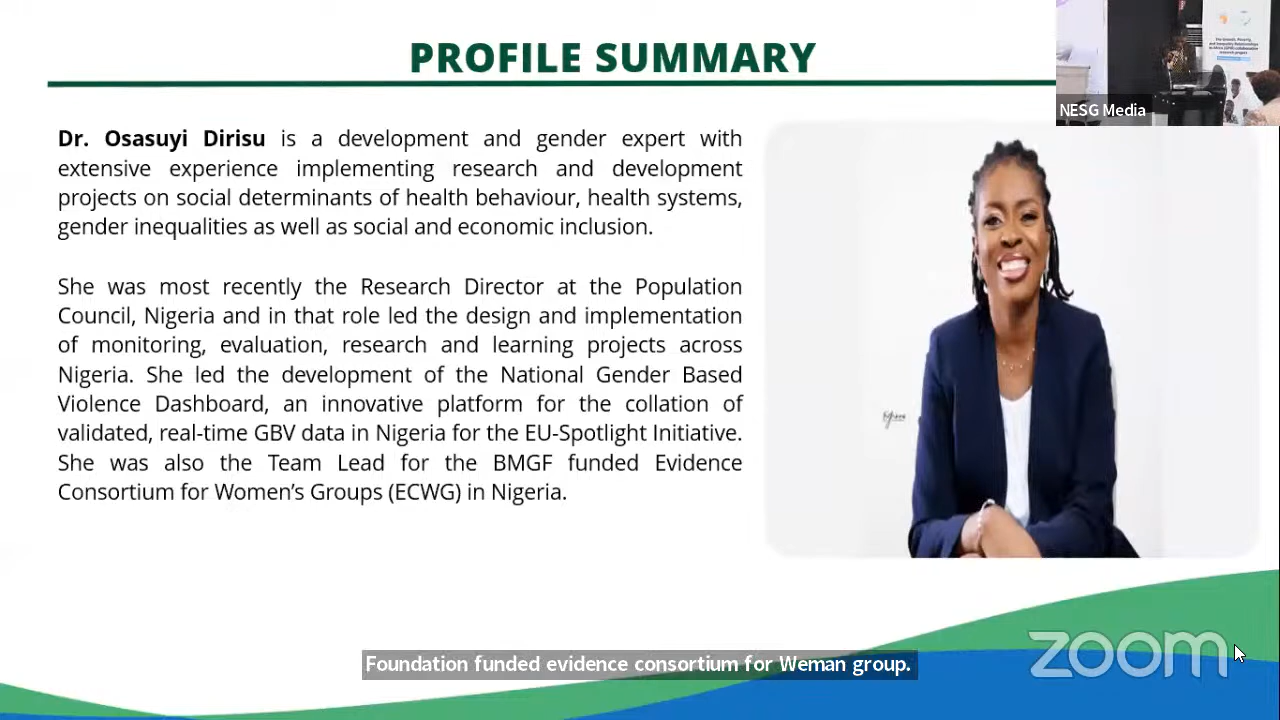 PROFILE SUMMARY
NESG Media
Dr. Osasuyi Dirisu is a development and gender expert with
extensive experience implementing research and development
projects on social determinants of health behaviour, health systems,
gender inequalities as well as social and economic inclusion.
She was most recently the Research Director at the Population
Council, Nigeria and in that role led the design and implementation
of monitoring, evaluation, research and learning projects across
Nigeria. She led the development of the National Gender Based
Violence Dashboard, an innovative platform for the collation of
validated, real-time GBV data in Nigeria for the EU-Spotlight Initiative.
She was also the Team Lead for the BMGF funded Evidence
Consortium for Women’s Groups (ECWG) in Nigeria.
Foundation funded evidence consortium for Weman group.
zoom